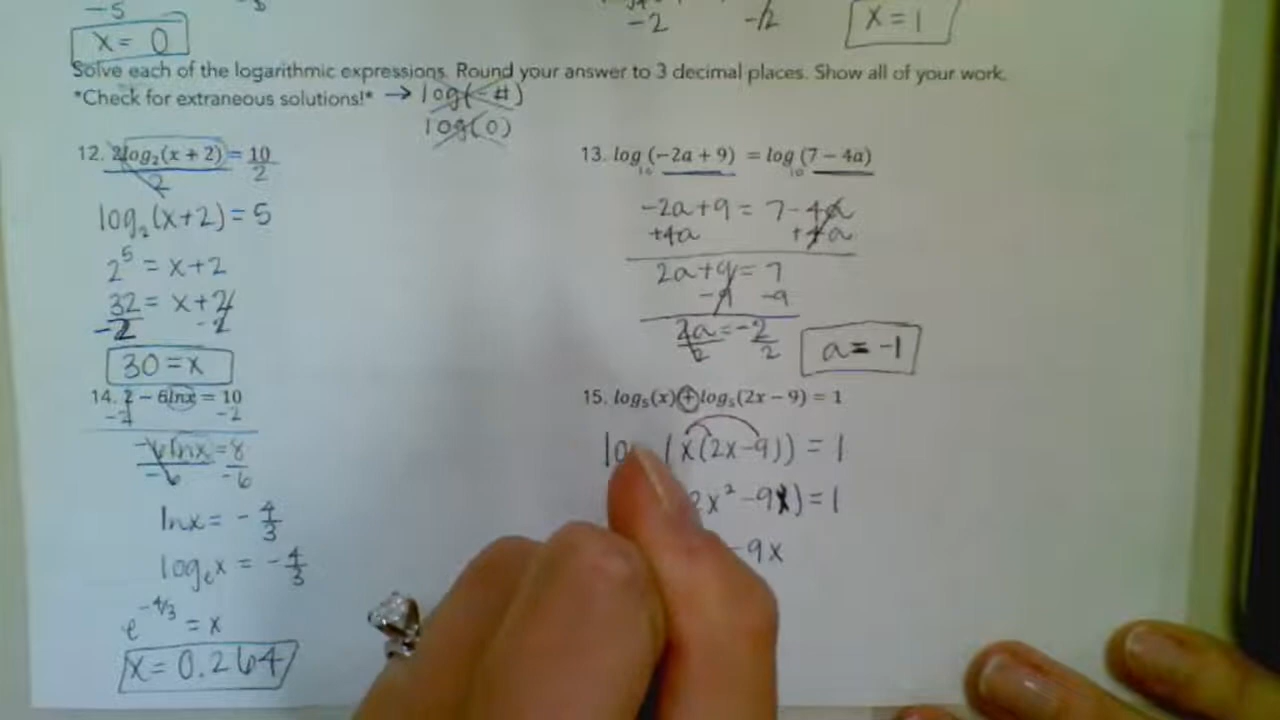 -5
x = 0
-2
x = 1
Solve each of the logarithmic expressions. Round your answer to 3 decimal places. Show all of your work.
*Check for extraneous solutions!* → log(-#)
log(0)
12. 2log₂(x + 2) = 10
2 2
log₂(x+2) = 5
2⁵ = x+2
32 = x+2
-2 -2
30 = x
13. log (−2a + 9) = log (7 − 4a)
10 10
-2a+9 = 7-4a
+4a +4a
2a+9 = 7
-9 -9
2a = -2
2 2
a = -1
14. 2 − 6lnx = 10
-2 -2
-6lnx = 8
-6 -6
lnx = -4/3
logₑx = -4/3
e^-4/3 = x
x = 0.264
15. log₅(x) + log₅(2x − 9) = 1
(x(2x-9)) = 1
2x² -9x) = 1
-9x